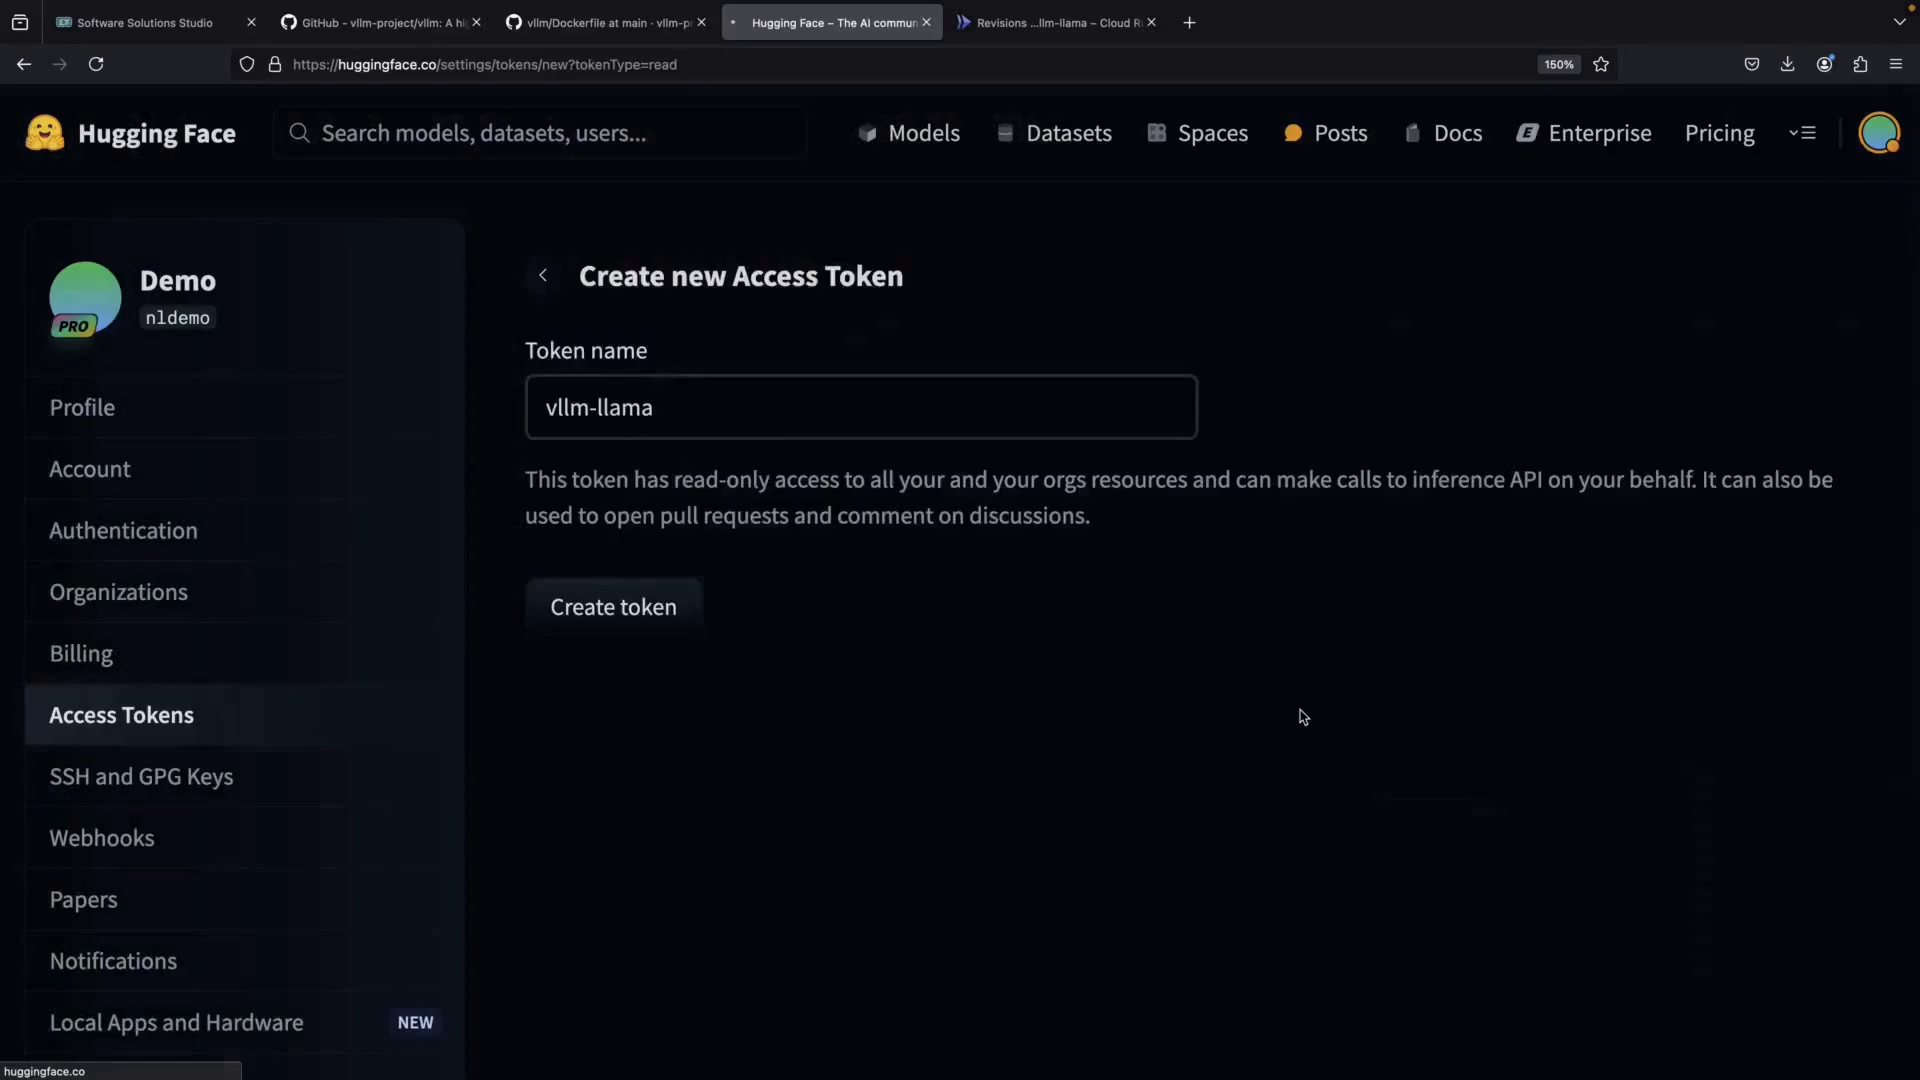 Software Solutions Studio
GitHub - vllm-project/vllm: A hi
vllm/Dockerfile at main · vllm-p
Hugging Face – The AI commun
Revisions ...llm-llama – Cloud R
https://huggingface.co/settings/tokens/new?tokenType=read
150%
Hugging Face
Search models, datasets, users...
Models
Datasets
Spaces
Posts
Docs
Enterprise
Pricing
Demo
PRO
nldemo
Profile
Account
Authentication
Organizations
Billing
Access Tokens
SSH and GPG Keys
Webhooks
Papers
Notifications
Local Apps and Hardware
NEW
Create new Access Token
Token name
vllm-llama
This token has read-only access to all your and your orgs resources and can make calls to inference API on your behalf. It can also be
used to open pull requests and comment on discussions.
Create token
huggingface.co